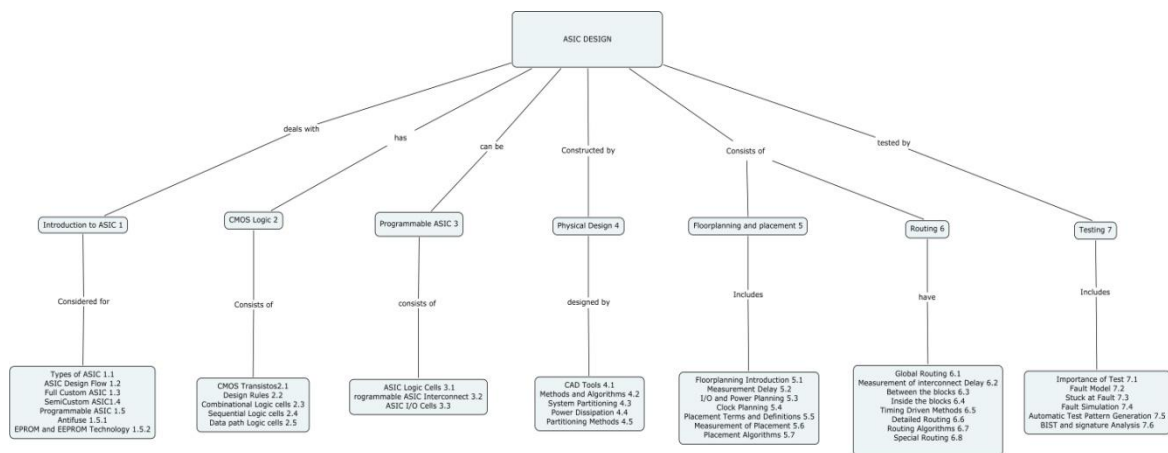 ASIC DESIGN
deals with
has
can be
Constructed by
Consists of
tested by
Introduction to ASIC 1
CMOS Logic 2
Programmable ASIC 3
Physical Design 4
Floorplanning and placement 5
Routing 6
Testing 7
Considered for
Consists of
consists of
designed by
Includes
have
Includes
Types of ASIC 1.1
ASIC Design Flow 1.2
Full Custom ASIC 1.3
SemiCustom ASIC1.4
Programmable ASIC 1.5
Antifuse 1.5.1
EPROM and EEPROM Technology 1.5.2
CMOS Transistos2.1
Design Rules 2.2
Combinational Logic cells 2.3
Sequential Logic cells 2.4
Data path Logic cells 2.5
ASIC Logic Cells 3.1
rogrammable ASIC Interconnect 3.2
ASIC I/O Cells 3.3
CAD Tools 4.1
Methods and Algorithms 4.2
System Partitioning 4.3
Power Dissipation 4.4
Partitioning Methods 4.5
Floorplanning Introduction 5.1
Measurement Delay 5.2
I/O and Power Planning 5.3
Clock Planning 5.4
Placement Terms and Definitions 5.5
Measurement of Placement 5.6
Placement Algorithms 5.7
Global Routing 6.1
Measurement of interconnect Delay 6.2
Between the blocks 6.3
Inside the blocks 6.4
Timing Driven Methods 6.5
Detailed Routing 6.6
Routing Algorithms 6.7
Special Routing 6.8
Importance of Test 7.1
Fault Model 7.2
Stuck at Fault 7.3
Fault Simulation 7.4
Automatic Test Pattern Generation 7.5
BIST and signature Analysis 7.6